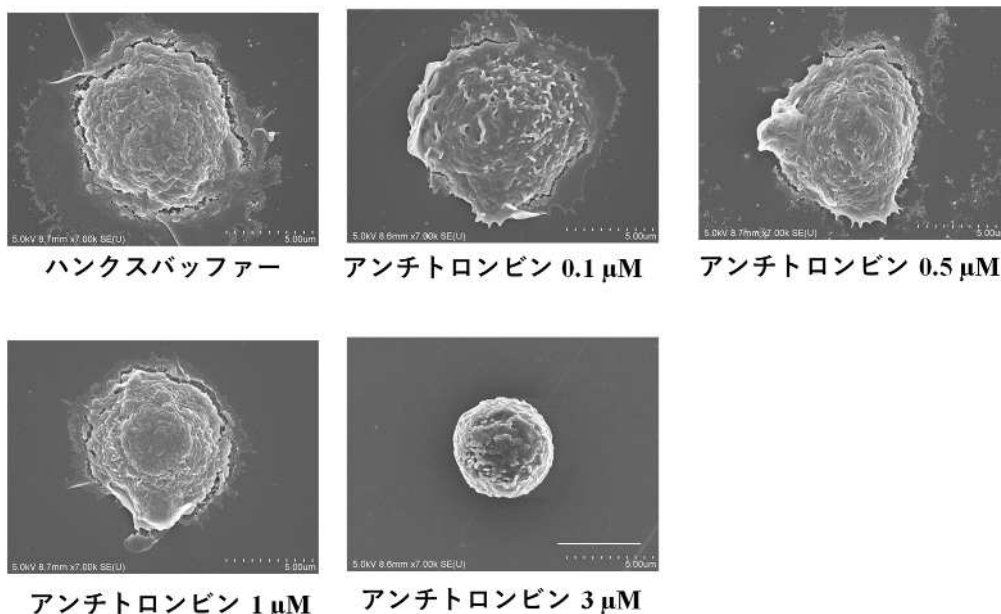 5.0kV 8.7mm x7.00k SE(U) 5.00um
ハンクスバッファー
5.0kV 8.6mm x7.00k SE(U) 5.00um
アンチトロンビン 0.1 μM
5.0kV 8.7mm x7.00k SE(U) 5.00um
アンチトロンビン 0.5 μM
5.0kV 8.7mm x7.00k SE(U) 5.00um
アンチトロンビン 1 μM
5.0kV 8.6mm x7.00k SE(U) 5.00um
アンチトロンビン 3 μM